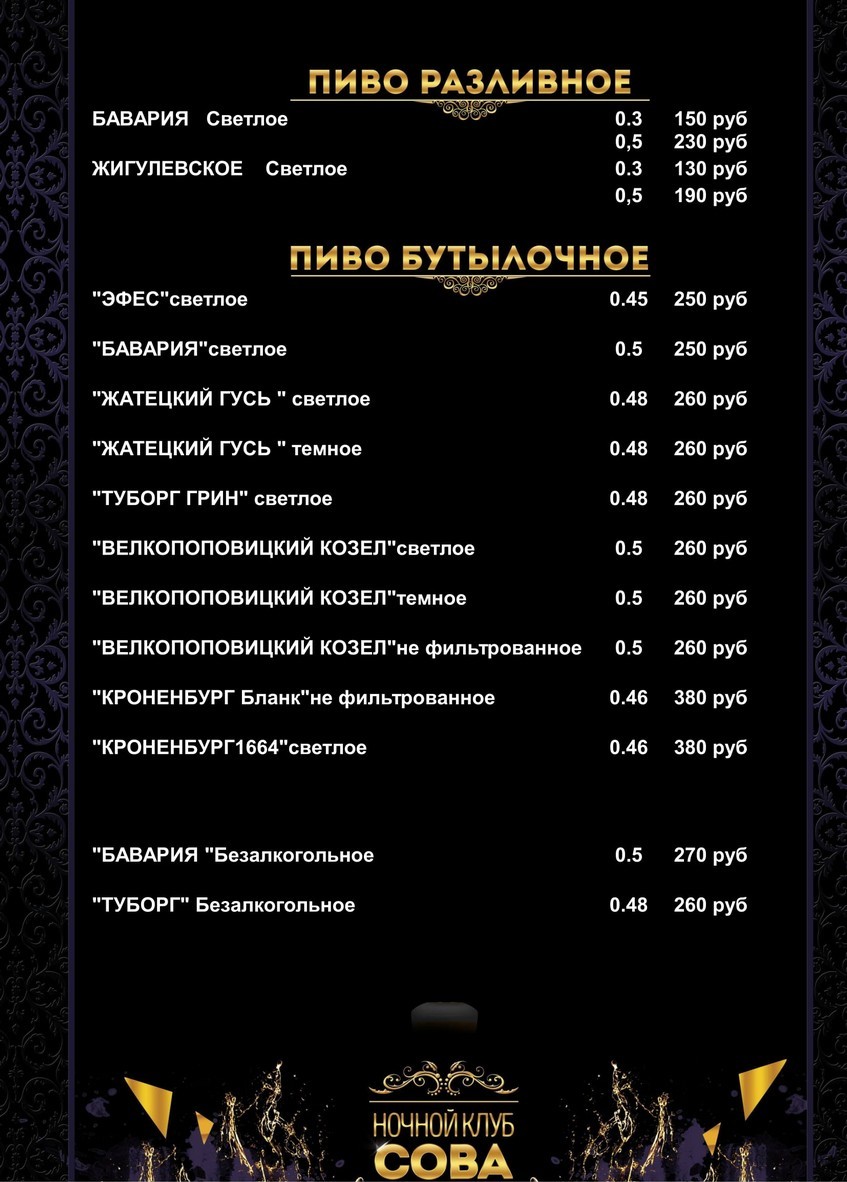 ПИВО РАЗЛИВНОЕ
БАВАРИЯ Светлое 0.3 150 руб
0,5 230 руб
ЖИГУЛЕВСКОЕ Светлое 0.3 130 руб
0,5 190 руб
ПИВО БУТЫЛОЧНОЕ
"ЭФЕС"светлое 0.45 250 руб
"БАВАРИЯ"светлое 0.5 250 руб
"ЖАТЕЦКИЙ ГУСЬ " светлое 0.48 260 руб
"ЖАТЕЦКИЙ ГУСЬ " темное 0.48 260 руб
"ТУБОРГ ГРИН" светлое 0.48 260 руб
"ВЕЛКОПОПОВИЦКИЙ КОЗЕЛ"светлое 0.5 260 руб
"ВЕЛКОПОПОВИЦКИЙ КОЗЕЛ"темное 0.5 260 руб
"ВЕЛКОПОПОВИЦКИЙ КОЗЕЛ"не фильтрованное 0.5 260 руб
"КРОНЕНБУРГ Бланк"не фильтрованное 0.46 380 руб
"КРОНЕНБУРГ1664"светлое 0.46 380 руб
"БАВАРИЯ "Безалкогольное 0.5 270 руб
"ТУБОРГ" Безалкогольное 0.48 260 руб
НОЧНОЙ КЛУБ
СОВА